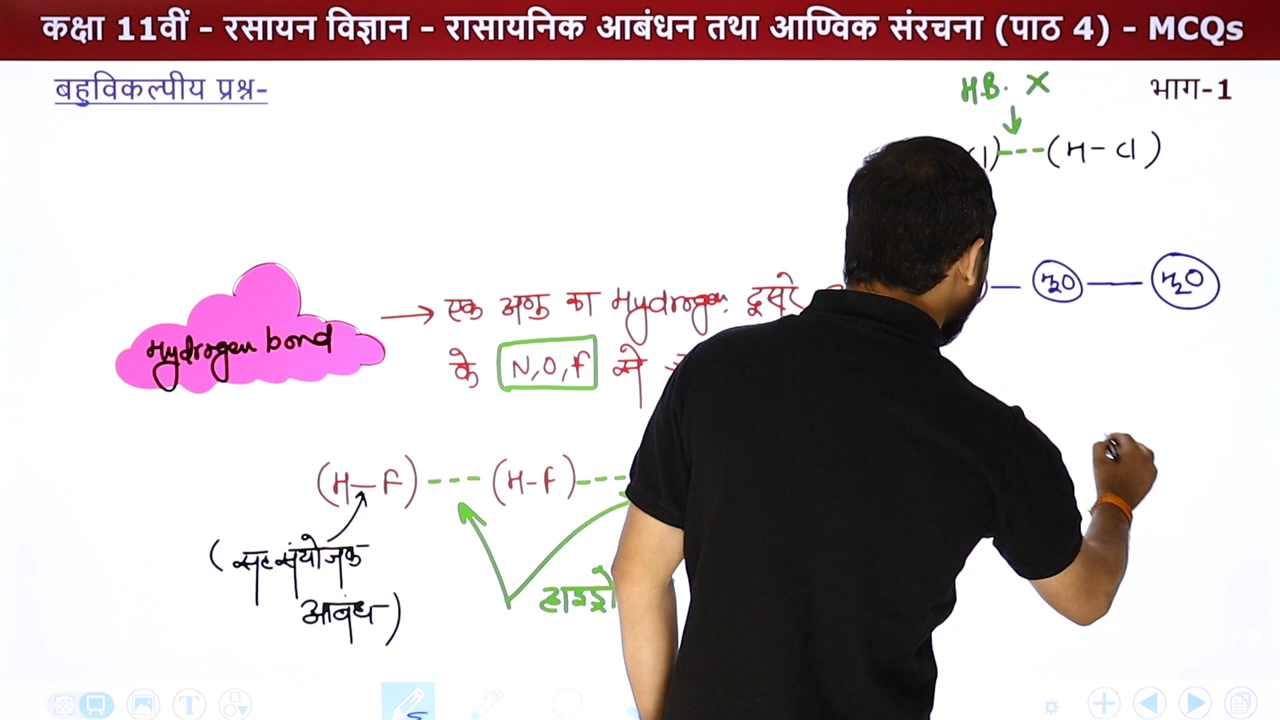 कक्षा 11वीं - रसायन विज्ञान - रासायनिक आबंधन तथा आण्विक संरचना (पाठ 4) - MCQs
बहुविकल्पीय प्रश्न-
भाग-1
H.B. X
(H-Cl)
Hydrogen bond
→ एक अणु का Hydrogen दूसरे
के N,O,F से
H2O — H2O
(H-F) --- (H-F) ---
(सहसंयोजक
आबंध)